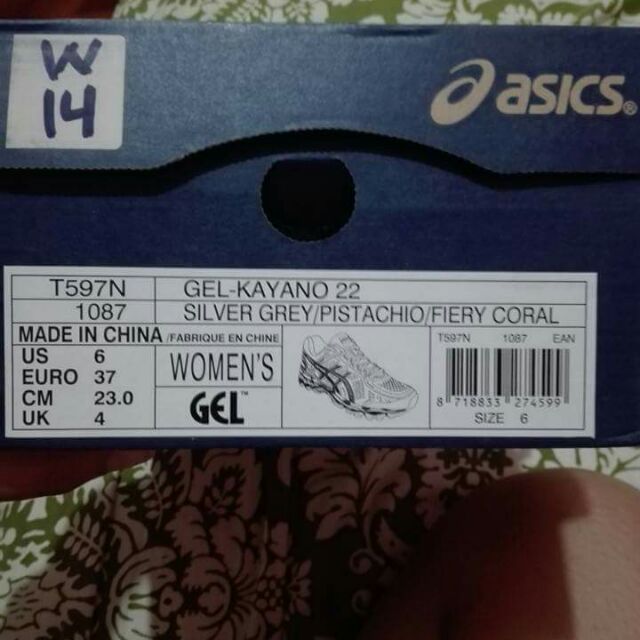 W
14
asics®
T597N GEL-KAYANO 22
1087 SILVER GREY/PISTACHIO/FIERY CORAL
MADE IN CHINA /FABRIQUE EN CHINE
US 6
EURO 37
CM 23.0
UK 4
WOMEN'S
GEL™
T597N 1087 EAN
8 718833 274599
SIZE 6